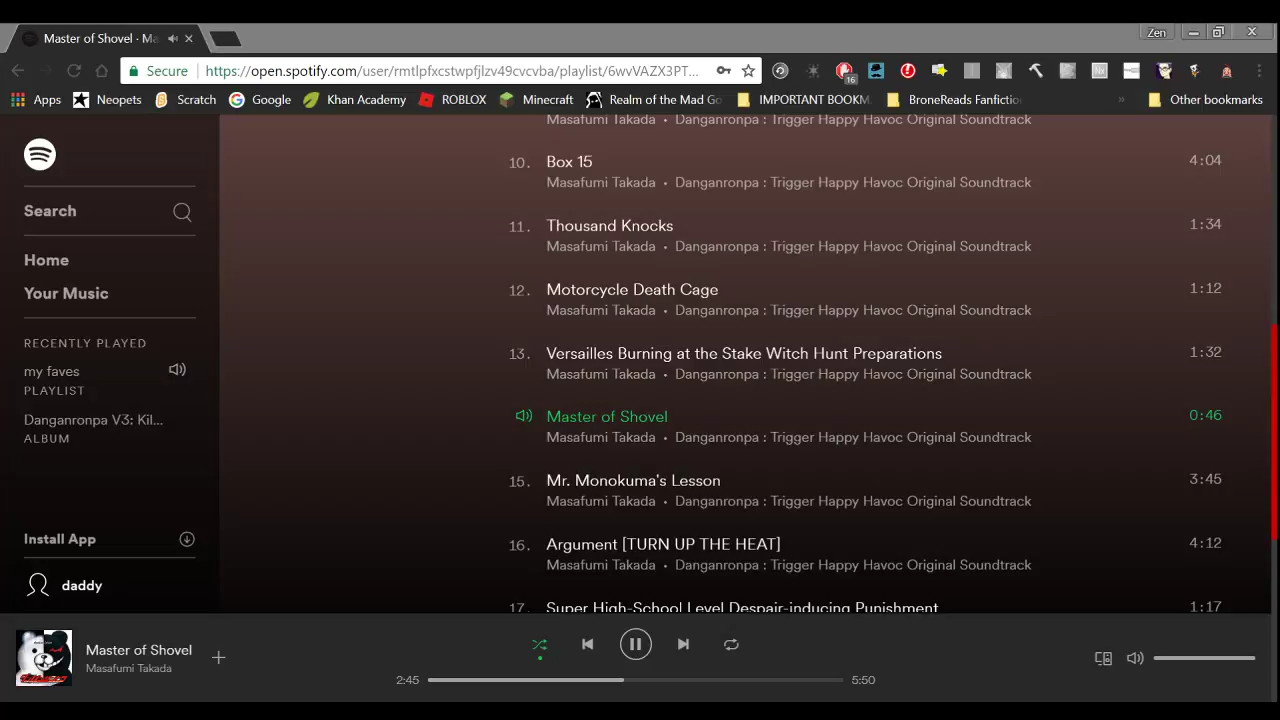 Master of Shovel · Ma
Zen
Secure
https://open.spotify.com/user/rmtlpfxcstwpfjlzv49cvcvba/playlist/6wvVAZX3PT...
16
Apps
Neopets
Scratch
Google
Khan Academy
ROBLOX
Minecraft
Realm of the Mad Go
IMPORTANT BOOKM
BroneReads Fanfictio
»
Other bookmarks
Search
Home
Your Music
RECENTLY PLAYED
my faves
PLAYLIST
Danganronpa V3: Kil...
ALBUM
Install App
daddy
Masafumi Takada • Danganronpa : Trigger Happy Havoc Original Soundtrack
10. Box 15 4:04
Masafumi Takada • Danganronpa : Trigger Happy Havoc Original Soundtrack
11. Thousand Knocks 1:34
Masafumi Takada • Danganronpa : Trigger Happy Havoc Original Soundtrack
12. Motorcycle Death Cage 1:12
Masafumi Takada • Danganronpa : Trigger Happy Havoc Original Soundtrack
13. Versailles Burning at the Stake Witch Hunt Preparations 1:32
Masafumi Takada • Danganronpa : Trigger Happy Havoc Original Soundtrack
Master of Shovel 0:46
Masafumi Takada • Danganronpa : Trigger Happy Havoc Original Soundtrack
15. Mr. Monokuma's Lesson 3:45
Masafumi Takada • Danganronpa : Trigger Happy Havoc Original Soundtrack
16. Argument [TURN UP THE HEAT] 4:12
Masafumi Takada • Danganronpa : Trigger Happy Havoc Original Soundtrack
17. Super High-School Level Despair-inducing Punishment 1:17
Master of Shovel
Masafumi Takada
2:45
5:50